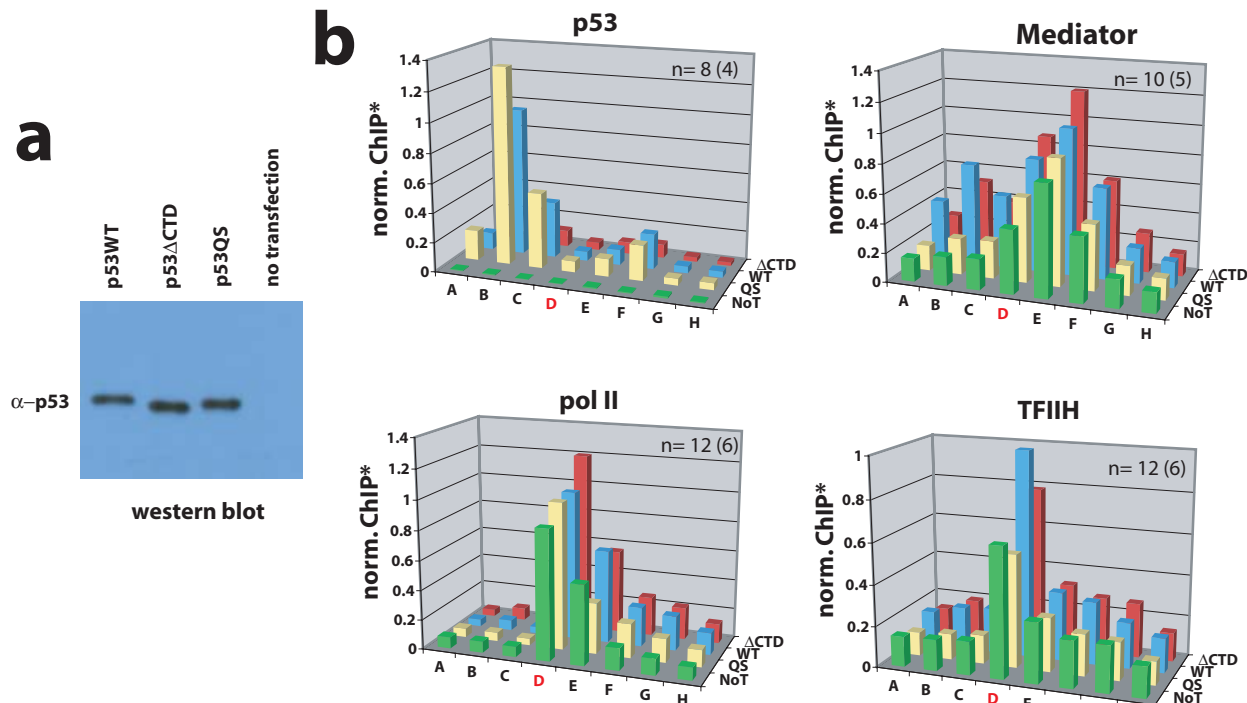 a
p53WT
p53ΔCTD
p53QS
no transfection
α–p53
western blot
b
p53
n= 8 (4)
norm. ChIP*
1.4
1.2
1
0.8
0.6
0.4
0.2
0
A B C D E F G H
ΔCTD
WT
QS
NoT
Mediator
n= 10 (5)
norm. ChIP*
1.4
1.2
1
0.8
0.6
0.4
0.2
0
A B C D E F G H
ΔCTD
WT
QS
NoT
pol II
n= 12 (6)
norm. ChIP*
1.4
1.2
1
0.8
0.6
0.4
0.2
0
A B C D E F G H
ΔCTD
WT
QS
NoT
TFIIH
n= 12 (6)
norm. ChIP*
1
0.8
0.6
0.4
0.2
0
A B C D
ΔCTD
WT
QS
NoT